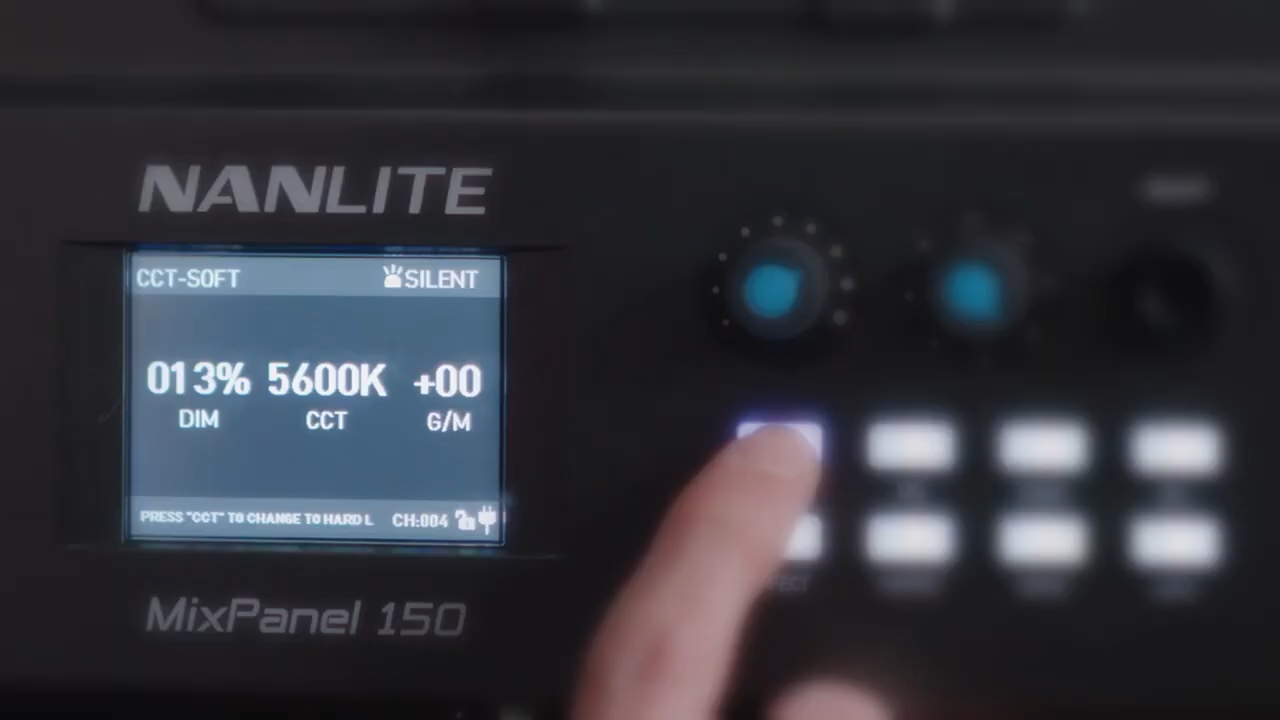 NANLITE
CCT-SOFT SILENT
013% 5600K +00
DIM CCT G/M
PRESS "CCT" TO CHANGE TO HARD L CH:004
MixPanel 150